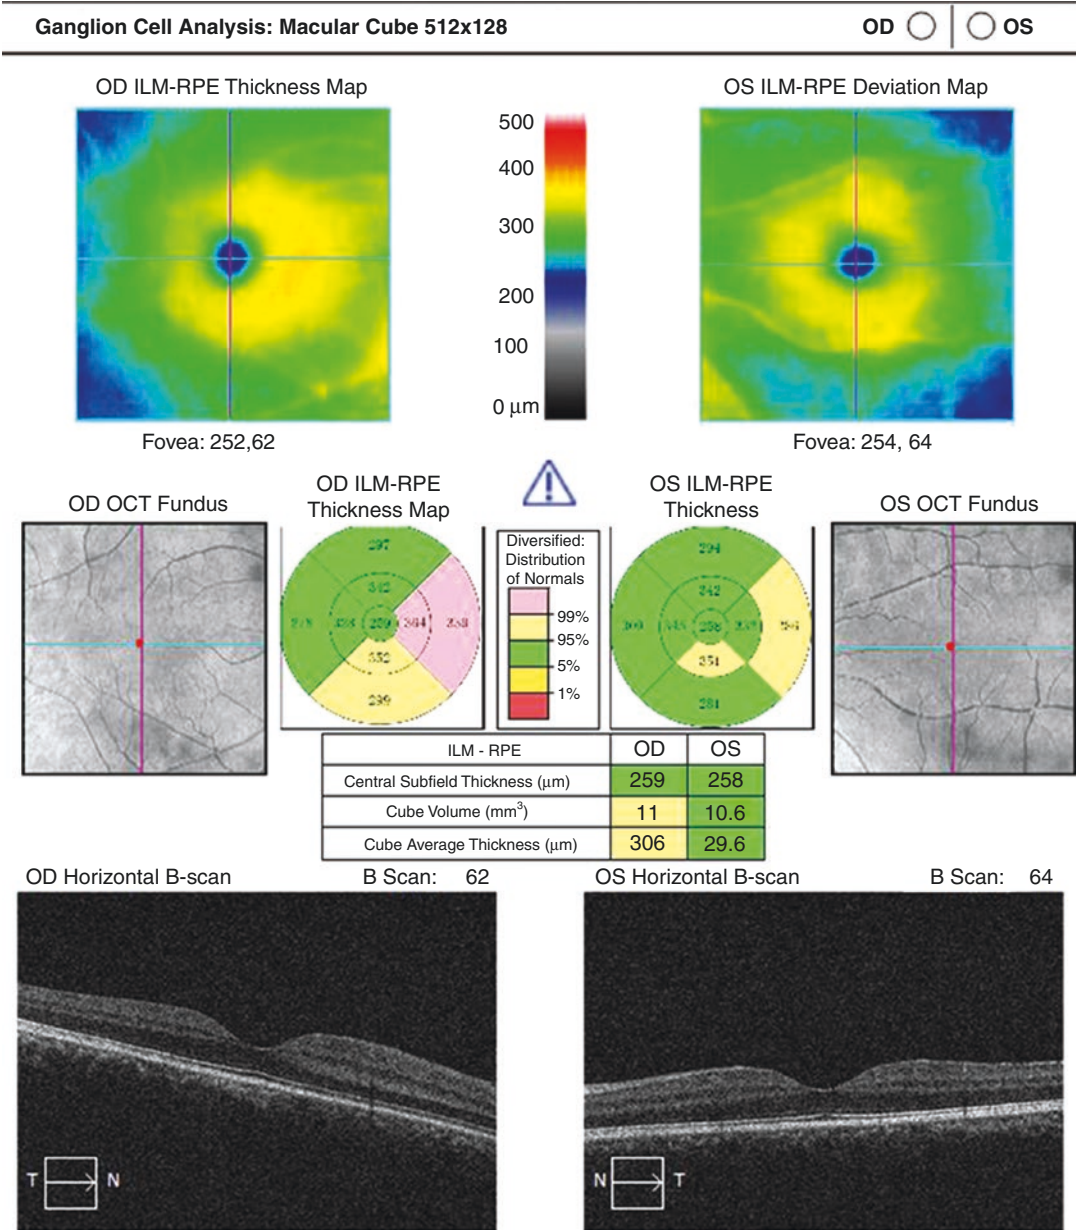 Ganglion Cell Analysis: Macular Cube 512x128
OD OS
OD ILM-RPE Thickness Map
OS ILM-RPE Deviation Map
500
400
300
200
100
0 μm
Fovea: 252,62
Fovea: 254, 64
OD OCT Fundus
OD ILM-RPE
Thickness Map
OS ILM-RPE
Thickness
OS OCT Fundus
Diversified:
Distribution
of Normals
99%
95%
5%
1%
297
342
259
364
352
299
294
342
258
351
281
ILM - RPE OD OS
Central Subfield Thickness (μm) 259 258
Cube Volume (mm³) 11 10.6
Cube Average Thickness (μm) 306 29.6
OD Horizontal B-scan B Scan: 62
OS Horizontal B-scan B Scan: 64
T N
N T